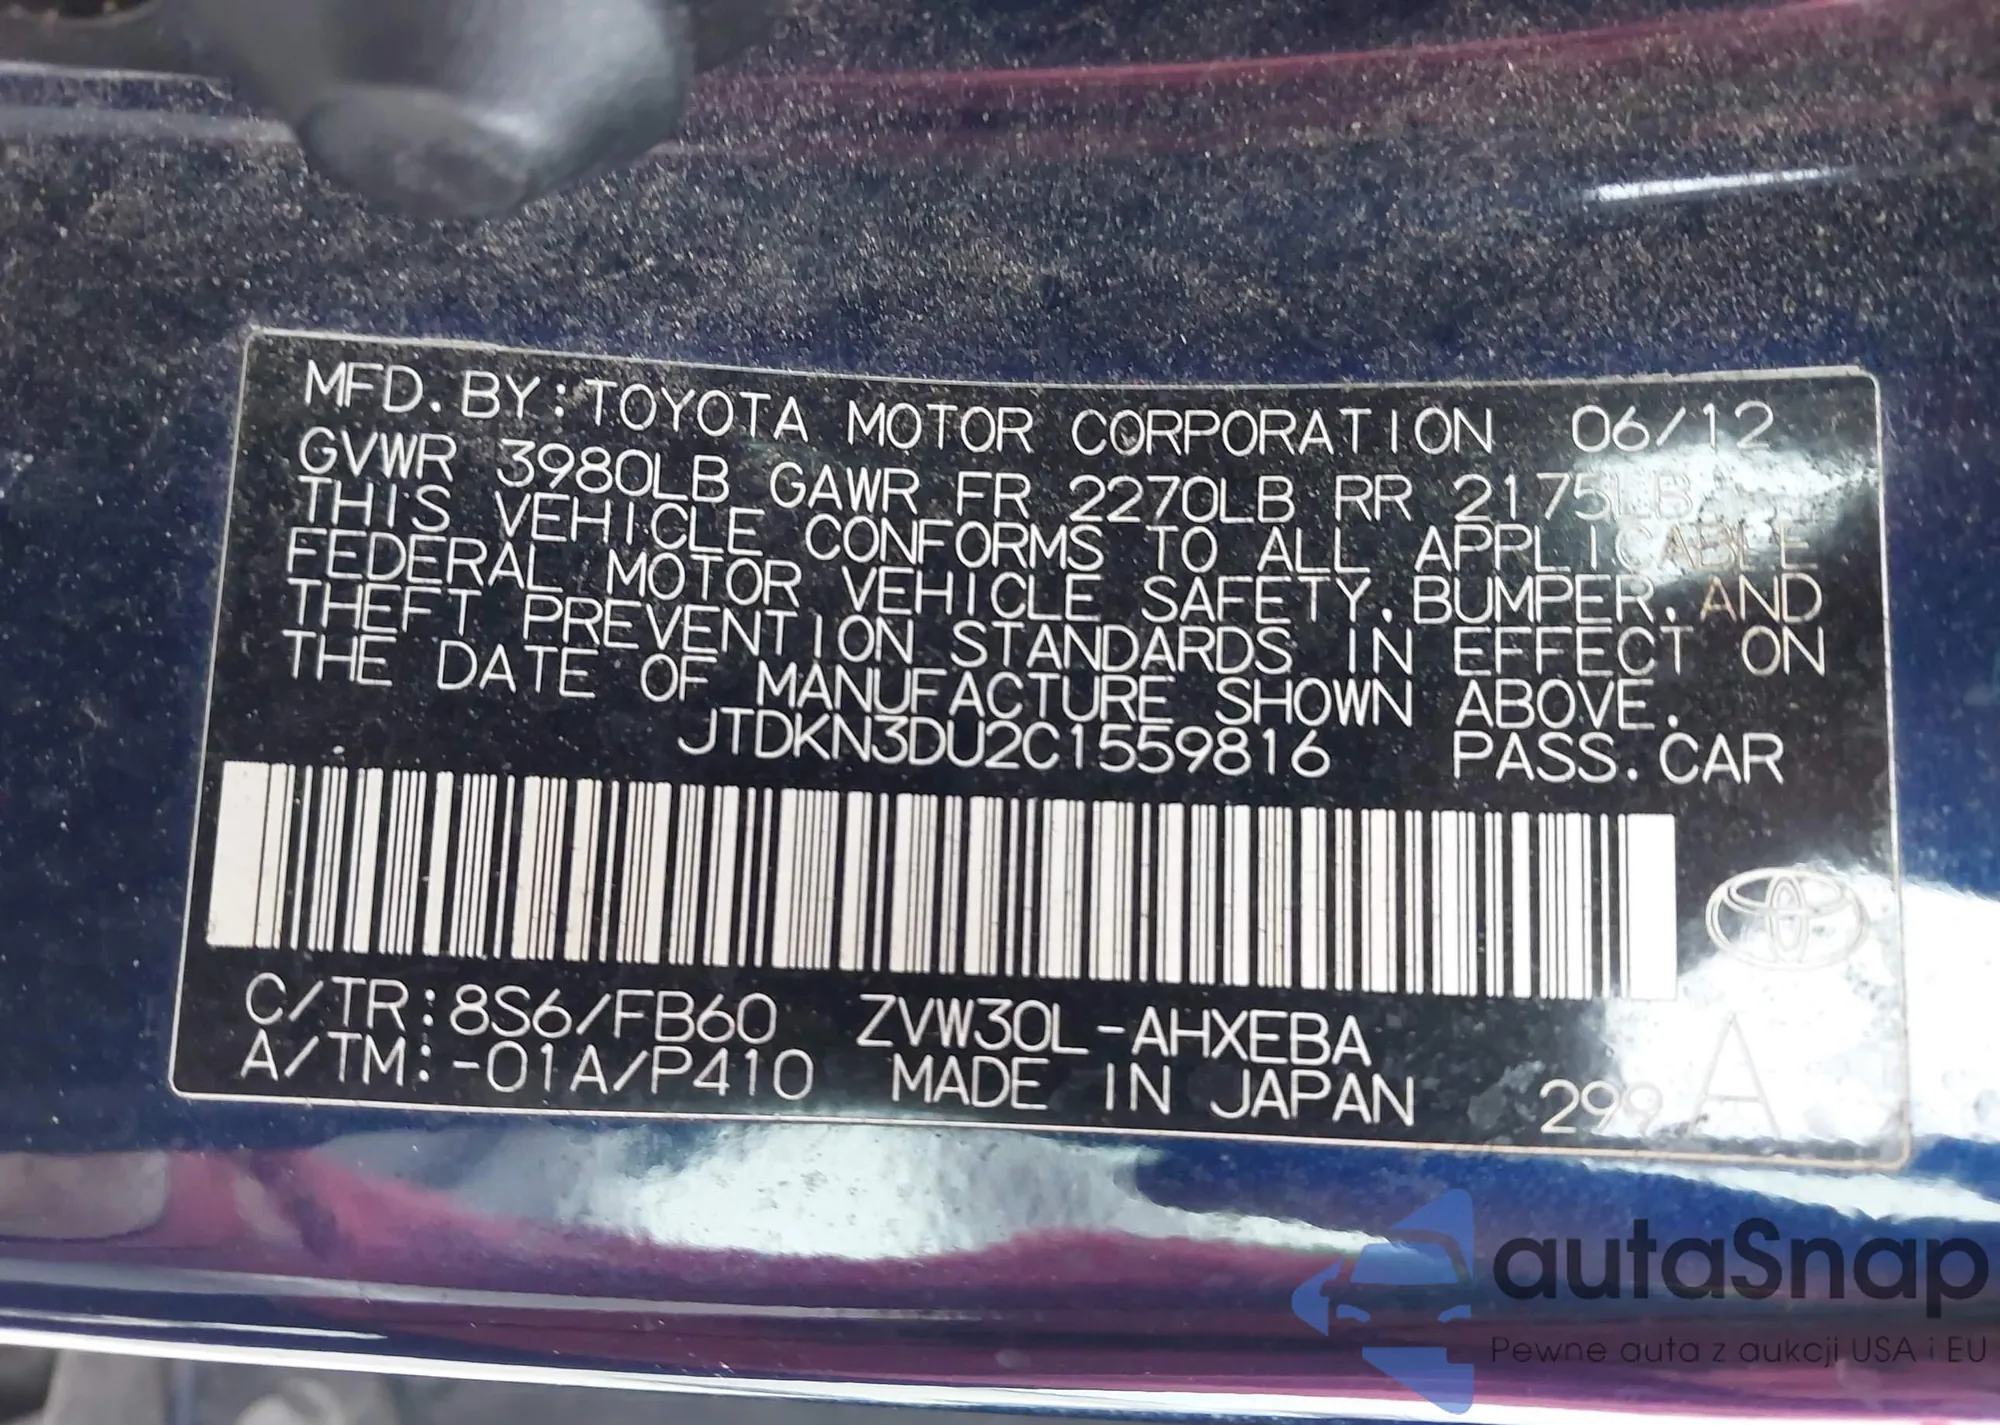 MFD. BY: TOYOTA MOTOR CORPORATION 06/12
GVWR 3980LB GAWR FR 2270LB RR 2175LB
THIS VEHICLE CONFORMS TO ALL APPLICABLE
FEDERAL MOTOR VEHICLE SAFETY, BUMPER, AND
THEFT PREVENTION STANDARDS IN EFFECT ON
THE DATE OF MANUFACTURE SHOWN ABOVE.
JTDKN3DU2C1559816 PASS. CAR
C/TR: 8S6/FB60 ZVW30L-AHXEBA
A/TM: -01A/P410 MADE IN JAPAN A
autaSnap
Pewne auta z aukcji USA i EU